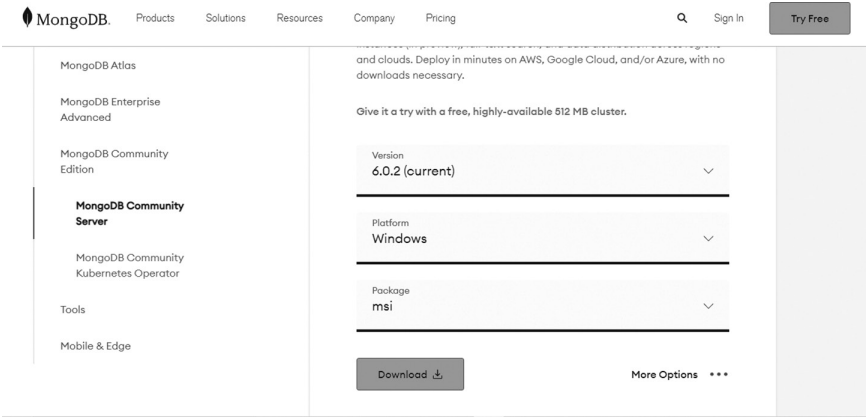 MongoDB.
Products
Solutions
Resources
Company
Pricing
Sign In
Try Free
MongoDB Atlas
MongoDB Enterprise
Advanced
MongoDB Community
Edition
MongoDB Community
Server
MongoDB Community
Kubernetes Operator
Tools
Mobile & Edge
and clouds. Deploy in minutes on AWS, Google Cloud, and/or Azure, with no
downloads necessary.
Give it a try with a free, highly-available 512 MB cluster.
Version
6.0.2 (current)
Platform
Windows
Package
msi
Download
More Options